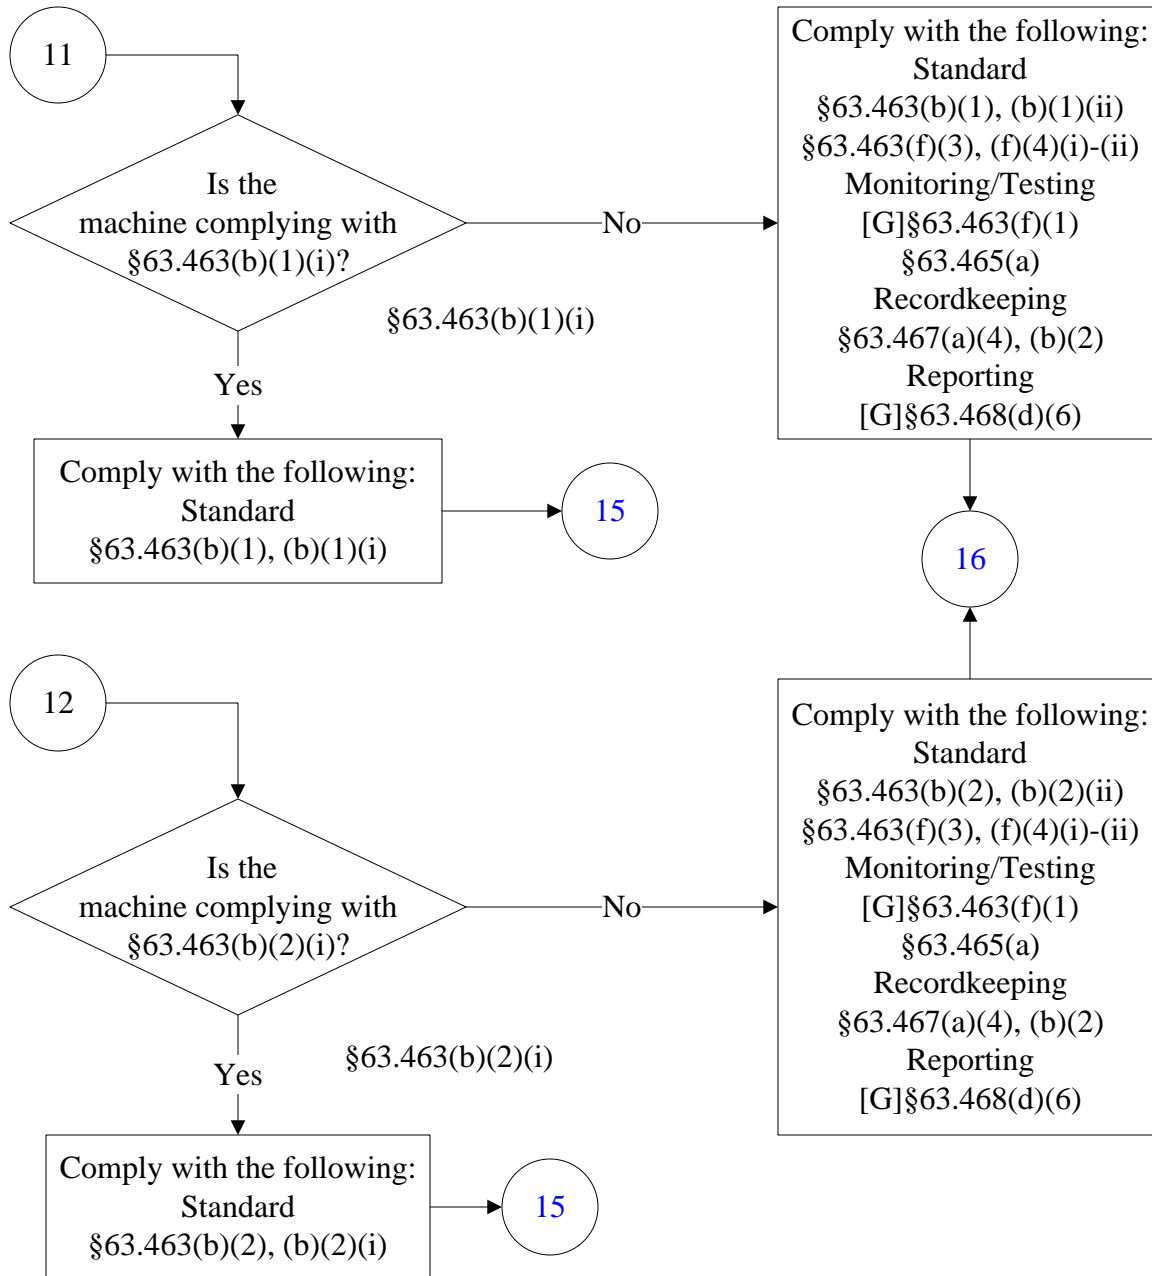 11
Is the
machine complying with
§63.463(b)(1)(i)?
No
§63.463(b)(1)(i)
Yes
Comply with the following:
Standard
§63.463(b)(1), (b)(1)(i)
15
Comply with the following:
Standard
§63.463(b)(1), (b)(1)(ii)
§63.463(f)(3), (f)(4)(i)-(ii)
Monitoring/Testing
[G]§63.463(f)(1)
§63.465(a)
Recordkeeping
§63.467(a)(4), (b)(2)
Reporting
[G]§63.468(d)(6)
16
12
Is the
machine complying with
§63.463(b)(2)(i)?
No
§63.463(b)(2)(i)
Yes
Comply with the following:
Standard
§63.463(b)(2), (b)(2)(i)
15
Comply with the following:
Standard
§63.463(b)(2), (b)(2)(ii)
§63.463(f)(3), (f)(4)(i)-(ii)
Monitoring/Testing
[G]§63.463(f)(1)
§63.465(a)
Recordkeeping
§63.467(a)(4), (b)(2)
Reporting
[G]§63.468(d)(6)